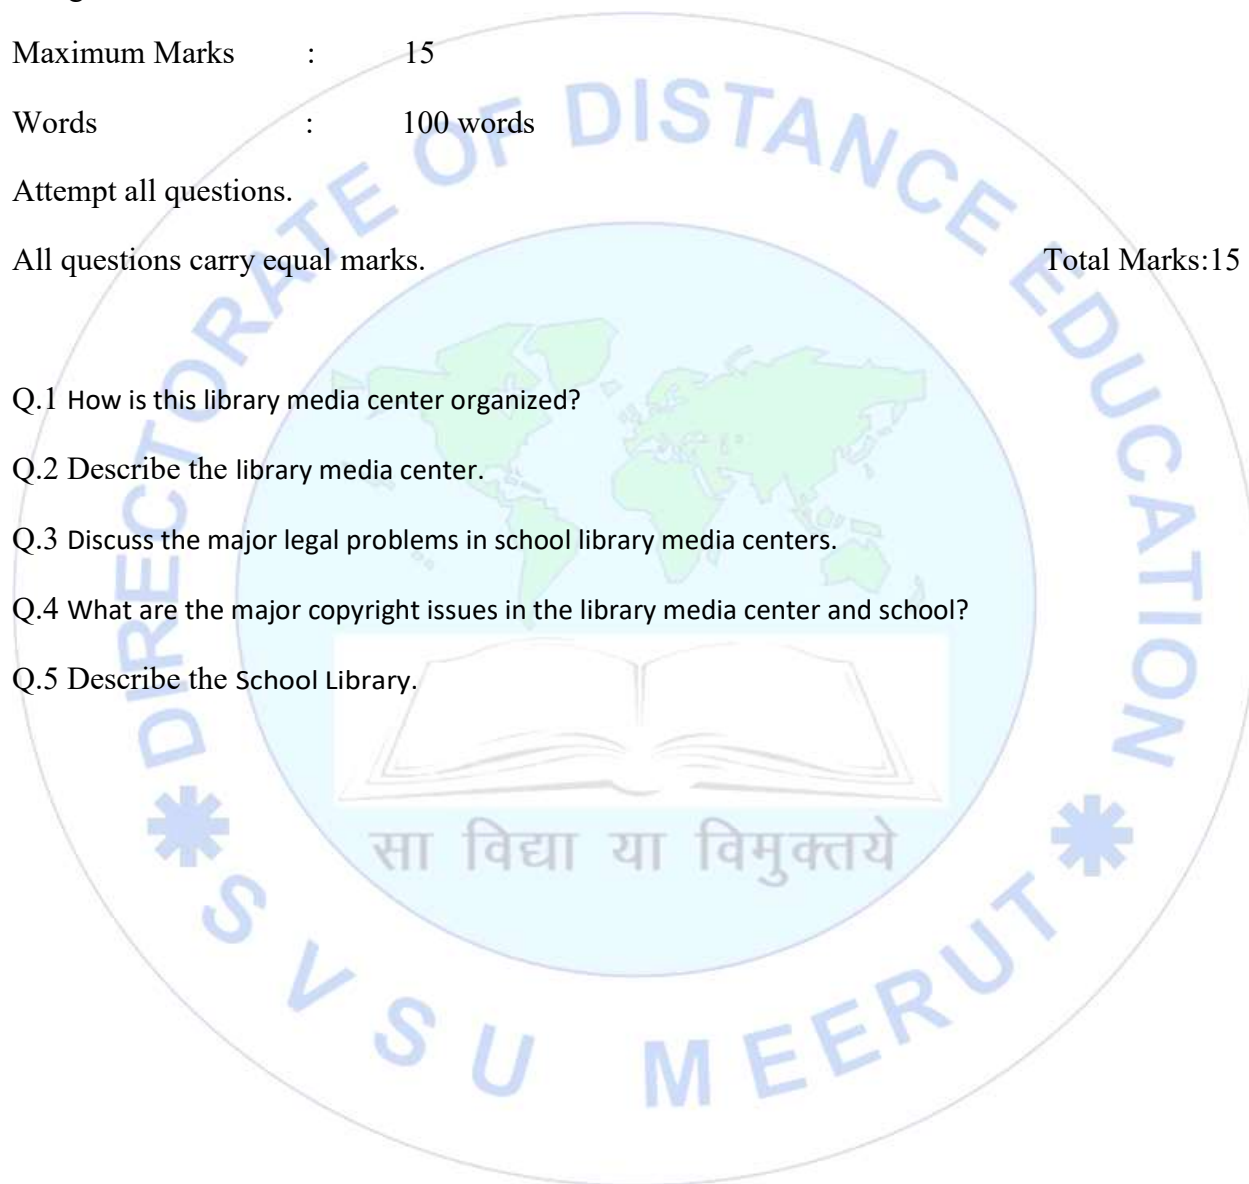 Maximum Marks : 15
Words : 100 words
Attempt all questions.
All questions carry equal marks. Total Marks:15
Q.1 How is this library media center organized?
Q.2 Describe the library media center.
Q.3 Discuss the major legal problems in school library media centers.
Q.4 What are the major copyright issues in the library media center and school?
Q.5 Describe the School Library.
DIRECTORATE OF DISTANCE EDUCATION
सा विद्या या विमुक्तये
SVSU MEERUT